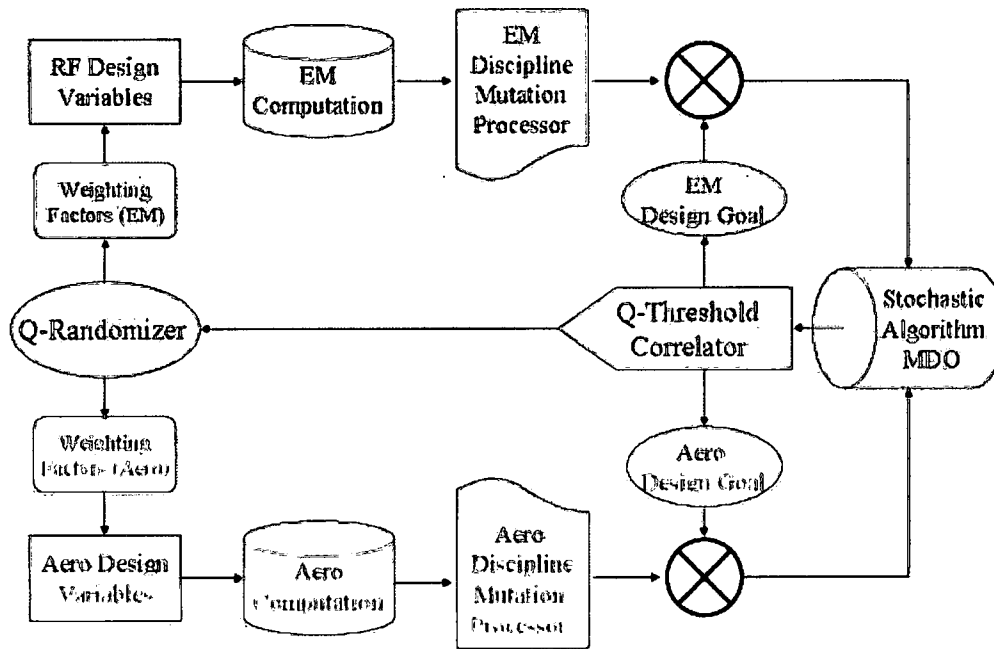 RF Design
Variables
EM
Computation
EM
Discipline
Mutation
Processor
Weighting
Factors (EM)
EM
Design Goal
Q-Randomizer
Q-Threshold
Correlator
Stochastic
Algorithm
MDO
Weighting
Factors (Aero)
Aero
Design Goal
Aero Design
Variables
Aero
Computation
Aero
Discipline
Mutation
Processor